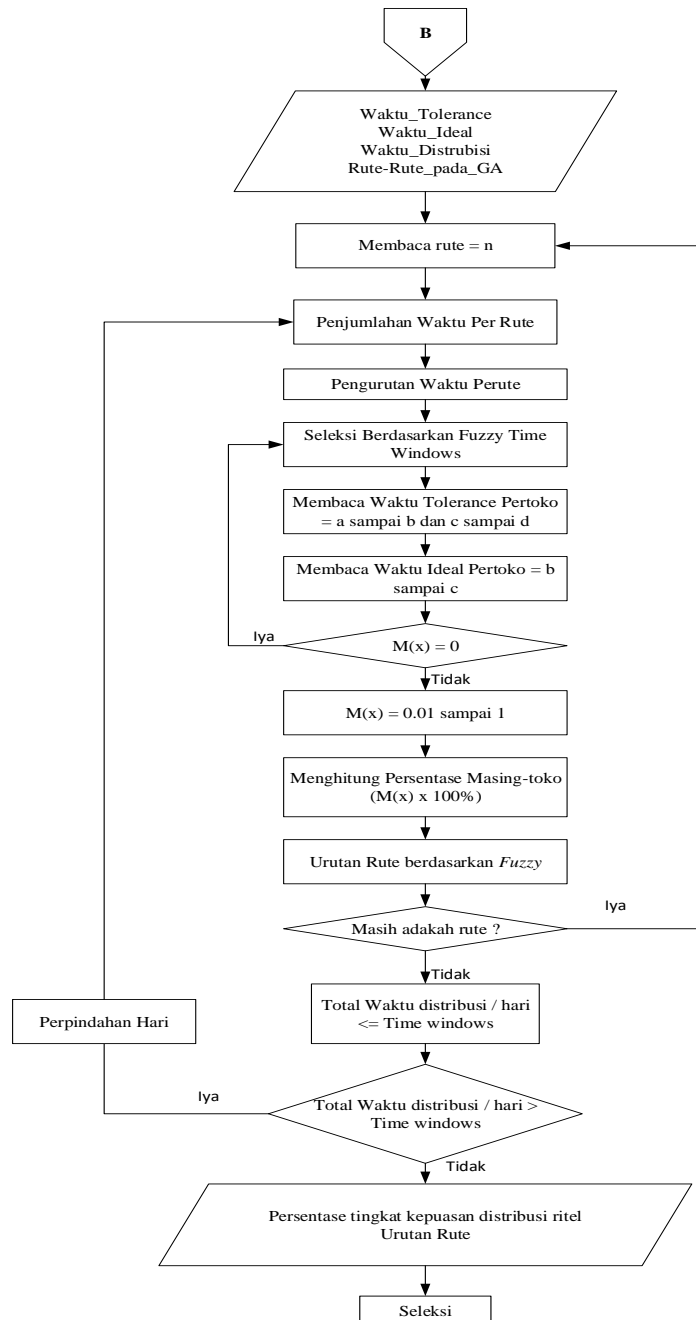 B
Waktu_Tolerance
Waktu_Ideal
Waktu_Distrubisi
Rute-Rute_pada_GA
Membaca rute = n
Penjumlahan Waktu Per Rute
Pengurutan Waktu Perute
Seleksi Berdasarkan Fuzzy Time
Windows
Membaca Waktu Tolerance Pertoko
= a sampai b dan c sampai d
Membaca Waktu Ideal Pertoko = b
sampai c
Iya
M(x) = 0
Tidak
M(x) = 0.01 sampai 1
Menghitung Persentase Masing-toko
(M(x) x 100%)
Urutan Rute berdasarkan Fuzzy
Masih adakah rute ?
Iya
Tidak
Total Waktu distribusi / hari
<= Time windows
Perpindahan Hari
Iya
Total Waktu distribusi / hari >
Time windows
Tidak
Persentase tingkat kepuasan distribusi ritel
Urutan Rute
Seleksi